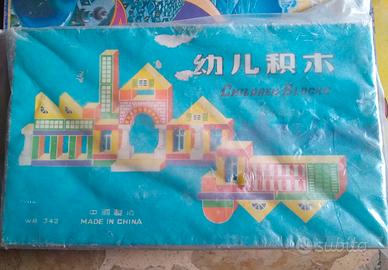 幼儿积木
CHILDREN BLOCKS
WB 342
中国制造
MADE IN CHINA
subito